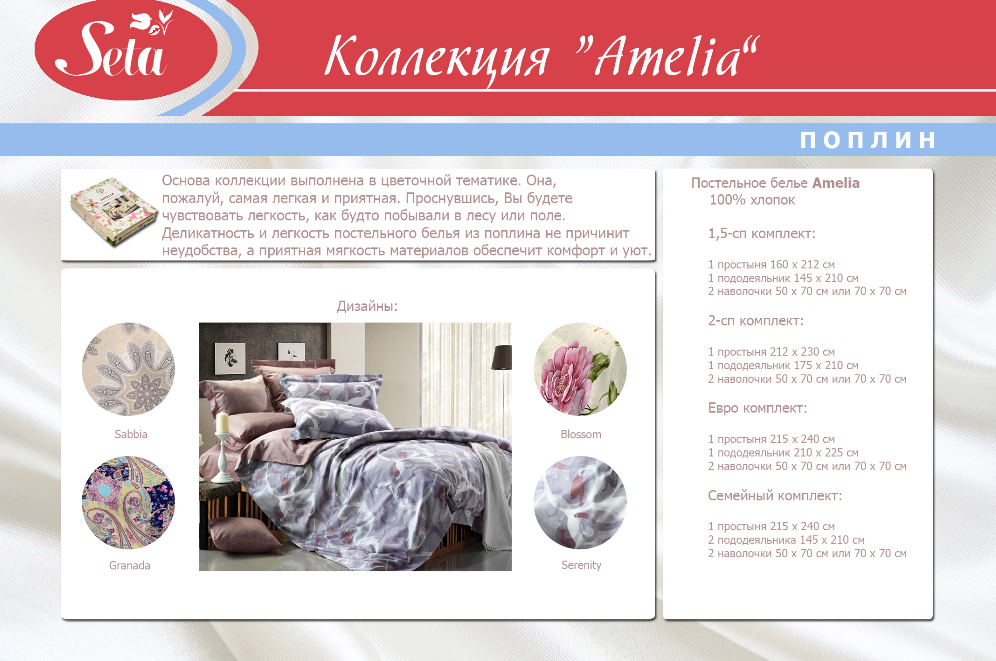 Seta
Коллекция "Amelia“
ПОПЛИН
Основа коллекции выполнена в цветочной тематике. Она,
пожалуй, самая легкая и приятная. Проснувшись, Вы будете
чувствовать легкость, как будто побывали в лесу или поле.
Деликатность и легкость постельного белья из поплина не причинит
неудобства, а приятная мягкость материалов обеспечит комфорт и уют.
Дизайны:
Sabbia
Granada
Blossom
Serenity
Постельное белье Amelia
100% хлопок
1,5-сп комплект:
1 простыня 160 х 212 см
1 пододеяльник 145 х 210 см
2 наволочки 50 х 70 см или 70 х 70 см
2-сп комплект:
1 простыня 212 х 230 см
1 пододеяльник 175 х 210 см
2 наволочки 50 х 70 см или 70 х 70 см
Евро комплект:
1 простыня 215 х 240 см
1 пододеяльник 210 х 225 см
2 наволочки 50 х 70 см или 70 х 70 см
Семейный комплект:
1 простыня 215 х 240 см
2 пододеяльника 145 х 210 см
2 наволочки 50 х 70 см или 70 х 70 см